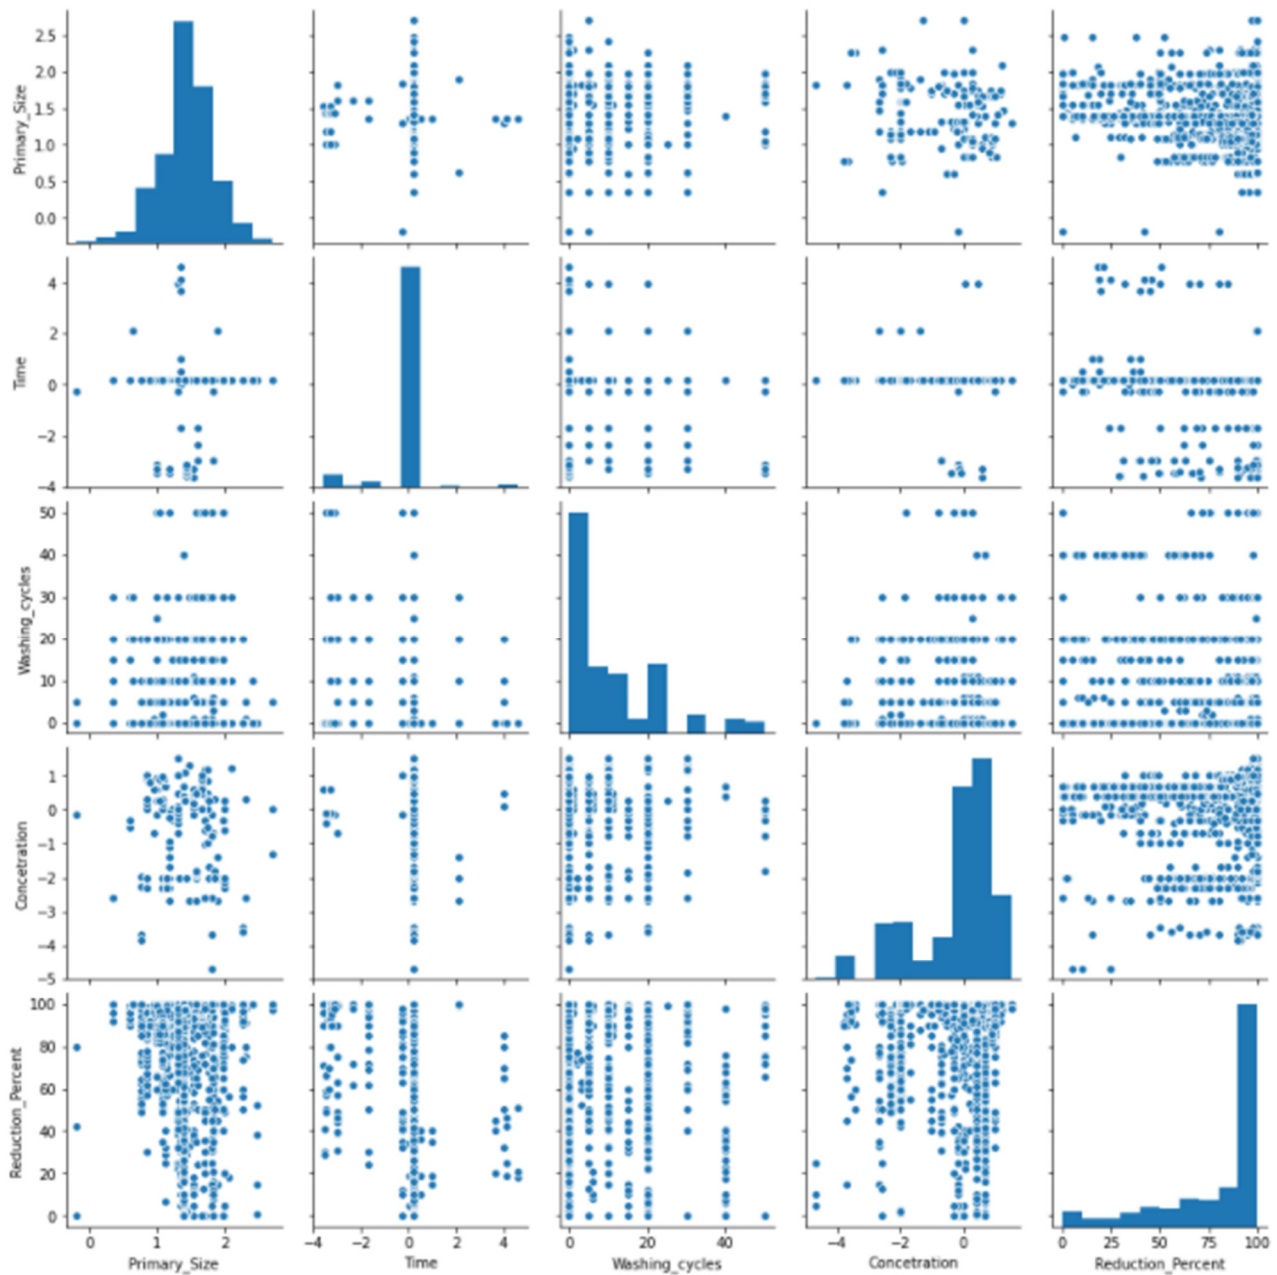 2.5
2.0
1.5
1.0
0.5
0.0
Primary_Size
4
2
0
−2
−4
Time
50
40
30
20
10
0
Washing_cycles
1
0
−1
−2
−3
−4
−5
Concetration
100
80
60
40
20
0
Reduction_Percent
0 1 2
−4 −2 0 2 4
0 20 40
−4 −2 0
0 25 50 75 100
Primary_Size Time Washing_cycles Concetration Reduction_Percent